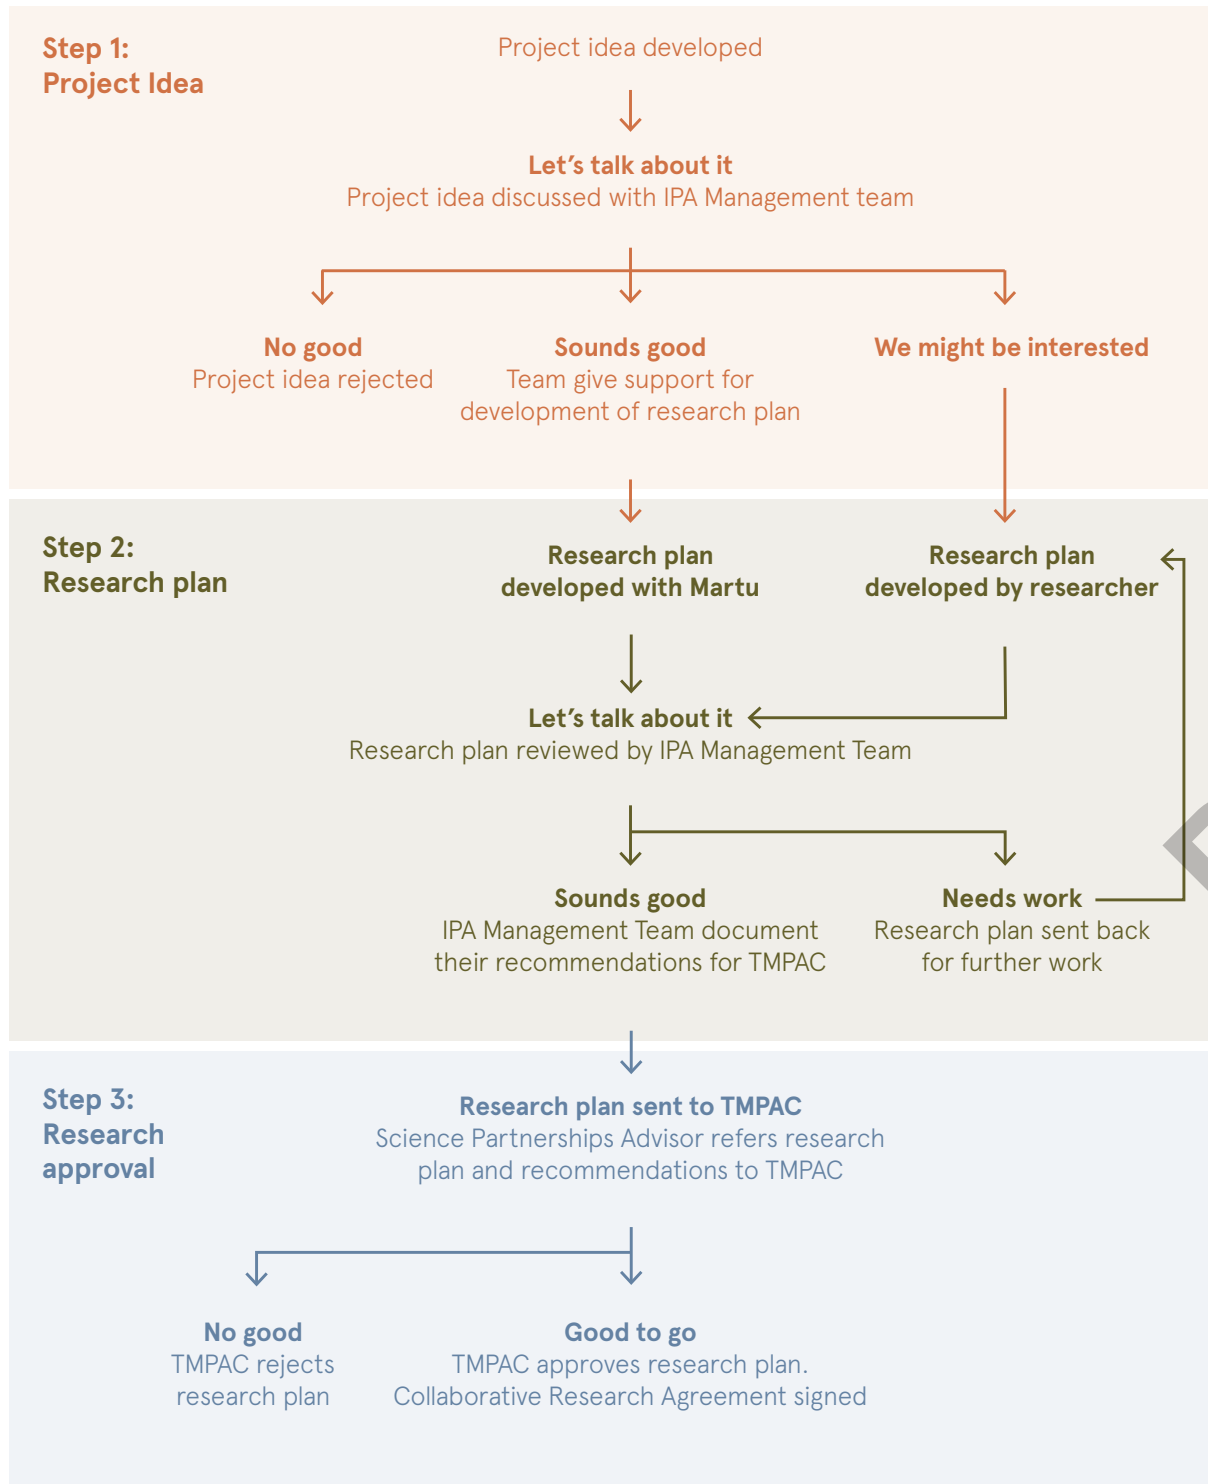 Step 1:
Project Idea
Project idea developed
Let's talk about it
Project idea discussed with IPA Management team
No good
Project idea rejected
Sounds good
Team give support for
development of research plan
We might be interested
Step 2:
Research plan
Research plan
developed with Martu
Research plan
developed by researcher
Let's talk about it
Research plan reviewed by IPA Management Team
Sounds good
IPA Management Team document
their recommendations for TMPAC
Needs work
Research plan sent back
for further work
Step 3:
Research
approval
Research plan sent to TMPAC
Science Partnerships Advisor refers research
plan and recommendations to TMPAC
No good
TMPAC rejects
research plan
Good to go
TMPAC approves research plan.
Collaborative Research Agreement signed